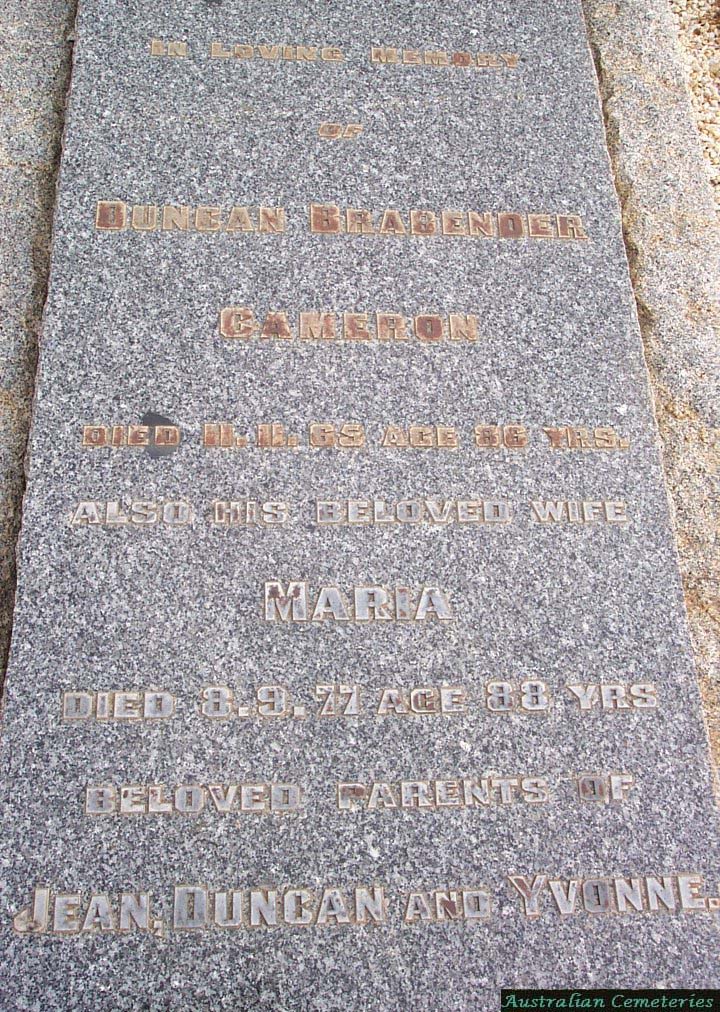 IN LOVING MEMORY
OF
DUNCAN BRABENDER
CAMERON
DIED 11.11.65 AGE 86 YRS.
ALSO HIS BELOVED WIFE
MARIA
DIED 8.9.77 AGE 88 YRS
BELOVED PARENTS OF
JEAN, DUNCAN AND YVONNE.
Australian Cemeteries